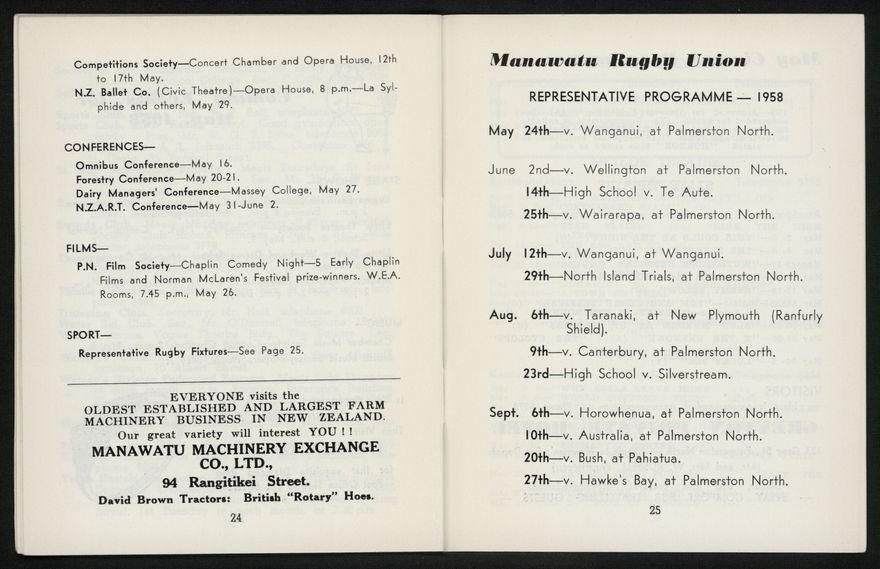 Competitions Society—Concert Chamber and Opera House, 12th
to 17th May.
N.Z. Ballet Co. (Civic Theatre)—Opera House, 8 p.m.—La Syl-
phide and others, May 29.
CONFERENCES—
Omnibus Conference—May 16.
Forestry Conference—May 20-21.
Dairy Managers' Conference—Massey College, May 27.
N.Z.A.R.T. Conference—May 31-June 2.
FILMS—
P.N. Film Society—Chaplin Comedy Night—5 Early Chaplin
Films and Norman McLaren's Festival prize-winners. W.E.A.
Rooms, 7.45 p.m., May 26.
SPORT—
Representative Rugby Fixtures—See Page 25.
EVERYONE visits the
OLDEST ESTABLISHED AND LARGEST FARM
MACHINERY BUSINESS IN NEW ZEALAND.
Our great variety will interest YOU ! !
MANAWATU MACHINERY EXCHANGE
CO., LTD.,
94 Rangitikei Street.
David Brown Tractors: British "Rotary" Hoes.
24
Manawatu Rugby Union
REPRESENTATIVE PROGRAMME — 1958
May 24th—v. Wanganui, at Palmerston North.
June 2nd—v. Wellington at Palmerston North.
14th—High School v. Te Aute.
25th—v. Wairarapa, at Palmerston North.
July 12th—v. Wanganui, at Wanganui.
29th—North Island Trials, at Palmerston North.
Aug. 6th—v. Taranaki, at New Plymouth (Ranfurly
Shield).
9th—v. Canterbury, at Palmerston North.
23rd—High School v. Silverstream.
Sept. 6th—v. Horowhenua, at Palmerston North.
10th—v. Australia, at Palmerston North.
20th—v. Bush, at Pahiatua.
27th—v. Hawke's Bay, at Palmerston North.
25